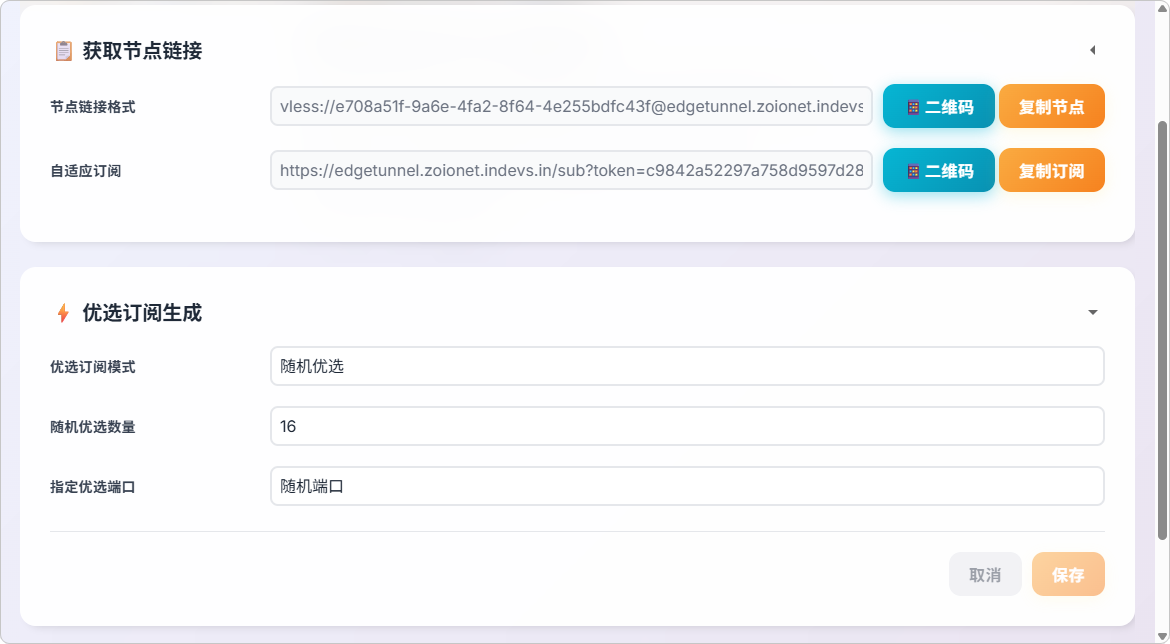 获取节点链接
节点链接格式
vless://e708a51f-9a6e-4fa2-8f64-4e255bdfc43f@edgetunnel.zoionet.indevs
二维码
复制节点
自适应订阅
https://edgetunnel.zoionet.indevs.in/sub?token=c9842a52297a758d9597d28
二维码
复制订阅
优选订阅生成
优选订阅模式
随机优选
随机优选数量
16
指定优选端口
随机端口
取消
保存